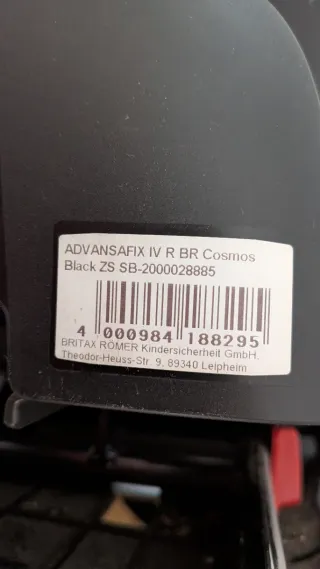 ADVANSAFIX IV R BR Cosmos
Black ZS SB-2000028885
4 000984 188295
BRITAX RÖMER Kindersicherheit GmbH,
Theodor-Heuss-Str. 9, 89340 Leipheim